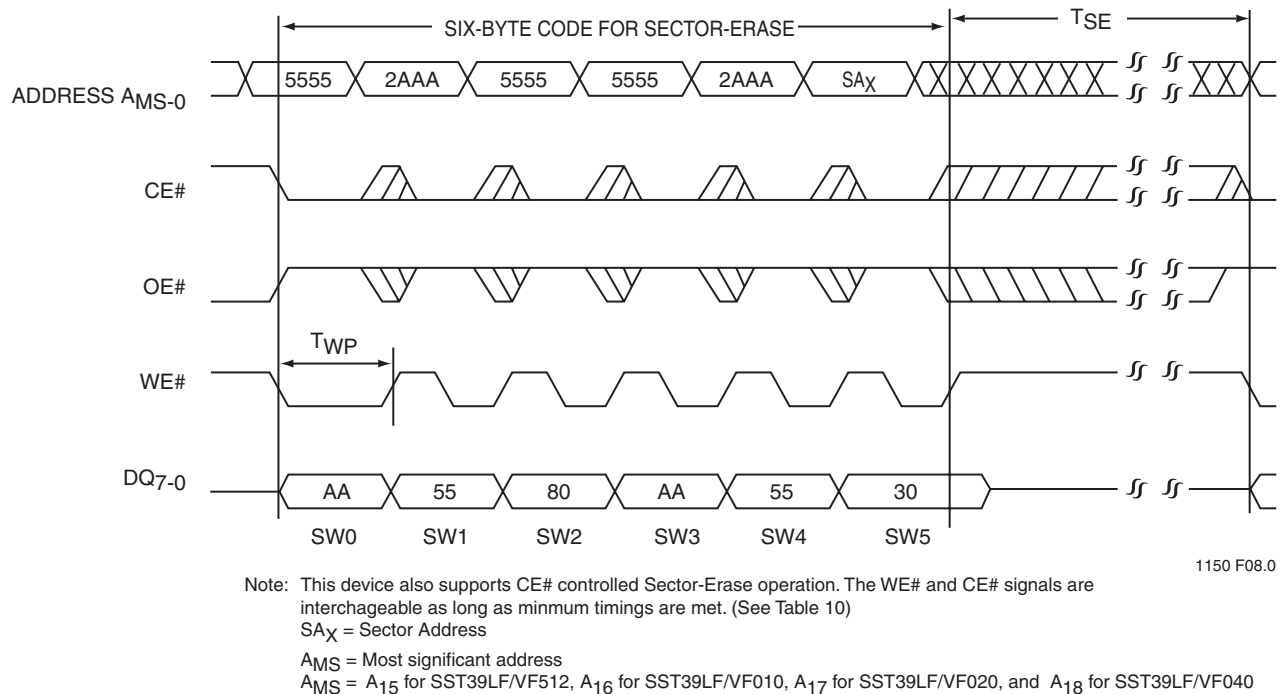 SIX-BYTE CODE FOR SECTOR-ERASE
TSE
ADDRESS AMS-0
5555 2AAA 5555 5555 2AAA SAX
CE#
OE#
TWP
WE#
DQ7-0
AA 55 80 AA 55 30
SW0 SW1 SW2 SW3 SW4 SW5
1150 F08.0
Note: This device also supports CE# controlled Sector-Erase operation. The WE# and CE# signals are
interchageable as long as minmum timings are met. (See Table 10)
SAX = Sector Address
AMS = Most significant address
AMS = A15 for SST39LF/VF512, A16 for SST39LF/VF010, A17 for SST39LF/VF020, and A18 for SST39LF/VF040